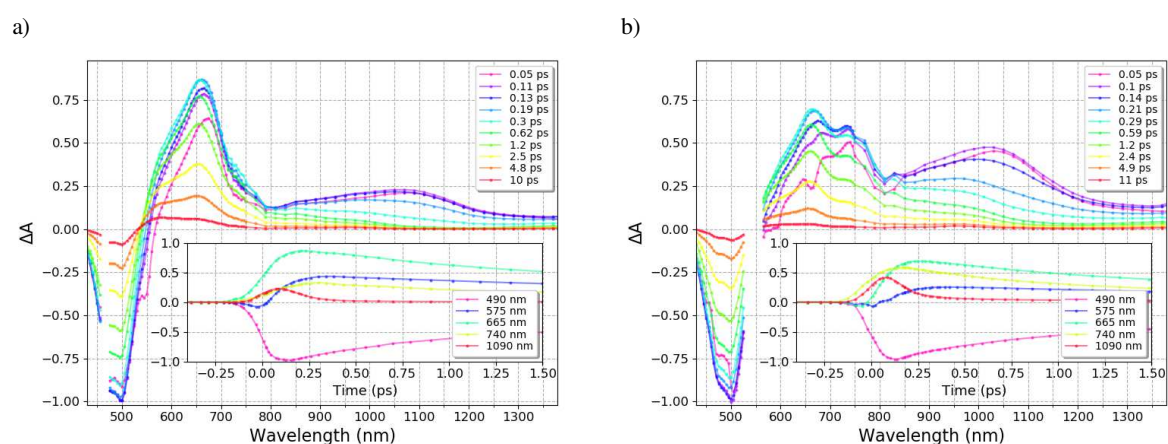 a)
b)
0.75
0.50
0.25
0.00
−0.25
−0.50
−0.75
−1.00
ΔA
0.05 ps
0.11 ps
0.13 ps
0.19 ps
0.3 ps
0.62 ps
1.2 ps
2.5 ps
4.8 ps
10 ps
1.0
0.5
0.0
−0.5
−1.0
490 nm
575 nm
665 nm
740 nm
1090 nm
−0.25 0.00 0.25 0.50 0.75 1.00 1.25 1.50
Time (ps)
500 600 700 800 900 1000 1100 1200 1300
Wavelength (nm)
0.75
0.50
0.25
0.00
−0.25
−0.50
−0.75
−1.00
ΔA
0.05 ps
0.1 ps
0.14 ps
0.21 ps
0.29 ps
0.59 ps
1.2 ps
2.4 ps
4.9 ps
11 ps
1.0
0.5
0.0
−0.5
−1.0
490 nm
575 nm
665 nm
740 nm
1090 nm
−0.25 0.00 0.25 0.50 0.75 1.00 1.25 1.50
Time (ps)
500 600 700 800 900 1000 1100 1200 1300
Wavelength (nm)